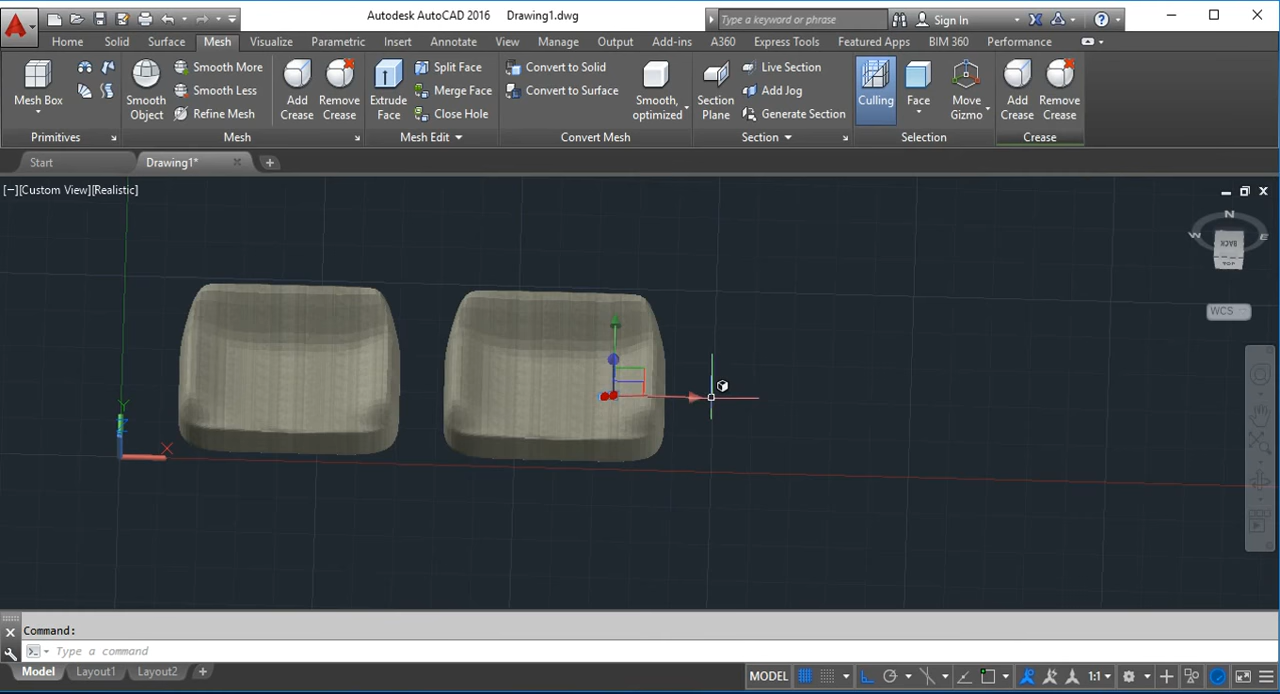 Autodesk AutoCAD 2016 Drawing1.dwg
Type a keyword or phrase
Sign In
Home Solid Surface Mesh Visualize Parametric Insert Annotate View Manage Output Add-ins A360 Express Tools Featured Apps BIM 360 Performance
Mesh Box
Smooth Object
Smooth More
Smooth Less
Refine Mesh
Add Crease
Remove Crease
Extrude Face
Split Face
Merge Face
Close Hole
Convert to Solid
Convert to Surface
Smooth, optimized
Section Plane
Live Section
Add Jog
Generate Section
Culling
Face
Move Gizmo
Add Crease
Remove Crease
Primitives Mesh Mesh Edit Convert Mesh Section Selection Crease
Start Drawing1*
[−][Custom View][Realistic]
N
W
E
BACK
TOP
WCS
Y
X
Command:
Type a command
Model Layout1 Layout2
MODEL 1:1